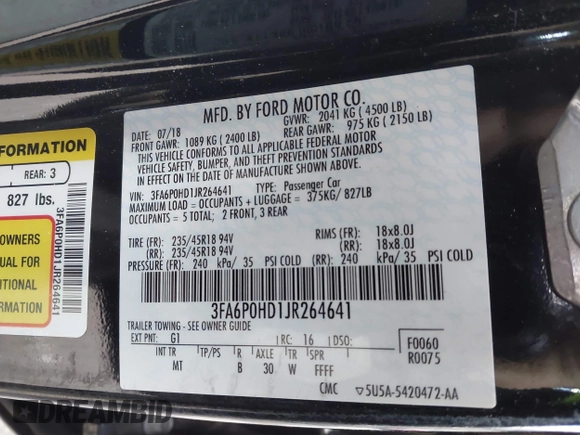 MFD. BY FORD MOTOR CO.
DATE: 07/18 GVWR: 2041 KG ( 4500 LB)
FRONT GAWR: 1089 KG ( 2400 LB) REAR GAWR: 975 KG ( 2150 LB)
THIS VEHICLE CONFORMS TO ALL APPLICABLE FEDERAL MOTOR
VEHICLE SAFETY, BUMPER, AND THEFT PREVENTION STANDARDS
IN EFFECT ON THE DATE OF MANUFACTURE SHOWN ABOVE.
VIN: 3FA6P0HD1JR264641 TYPE: Passenger Car
MAXIMUM LOAD = OCCUPANTS + LUGGAGE = 375KG/ 827LB
OCCUPANTS = 5 TOTAL; 2 FRONT, 3 REAR
TIRE (FR): 235/45R18 94V RIMS (FR): 18x8.0J
(RR): 235/45R18 94V (RR): 18x8.0J
PRESSURE (FR): 240 kPa/ 35 PSI COLD (RR): 240 kPa/ 35 PSI COLD
3FA6P0HD1JR264641
TRAILER TOWING - SEE OWNER GUIDE
EXT PNT: G1 RC: 16 DSO: F0060
INT TR TP/PS R AXLE TR SPR R0075
MT B 30 W FFFF
CMC 5U5A-5420472-AA
FORMATION
REAR: 3
827 lbs.
OWNERS
UAL FOR
TIONAL
MATION
3FA6P0HD1JR264641
DREAMBID